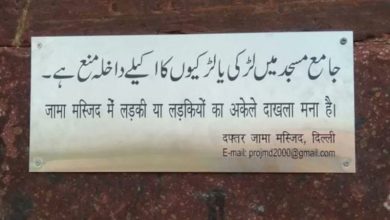 جامع مسجد میں لڑکی یا لڑکیوں کا اکیلے داخلہ منع ہے۔
जामा मस्जिद में लड़की या लड़कियों का अकेले दाखला मना है।
दफ्तर जामा मस्जिद, दिल्ली
E-mail: projmd2000@gmail.com